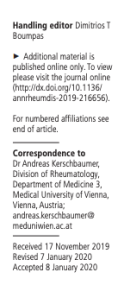 Handling editor Dimitrios T
Boumpas
► Additional material is
published online only. To view
please visit the journal online
(http://dx.doi.org/10.1136/
annrheumdis-2019-216656).
For numbered affiliations see
end of article.
Correspondence to
Dr Andreas Kerschbaumer,
Division of Rheumatology,
Department of Medicine 3,
Medical University of Vienna,
Vienna, Austria;
andreas.kerschbaumer@
meduniwien.ac.at
Received 17 November 2019
Revised 7 January 2020
Accepted 8 January 2020